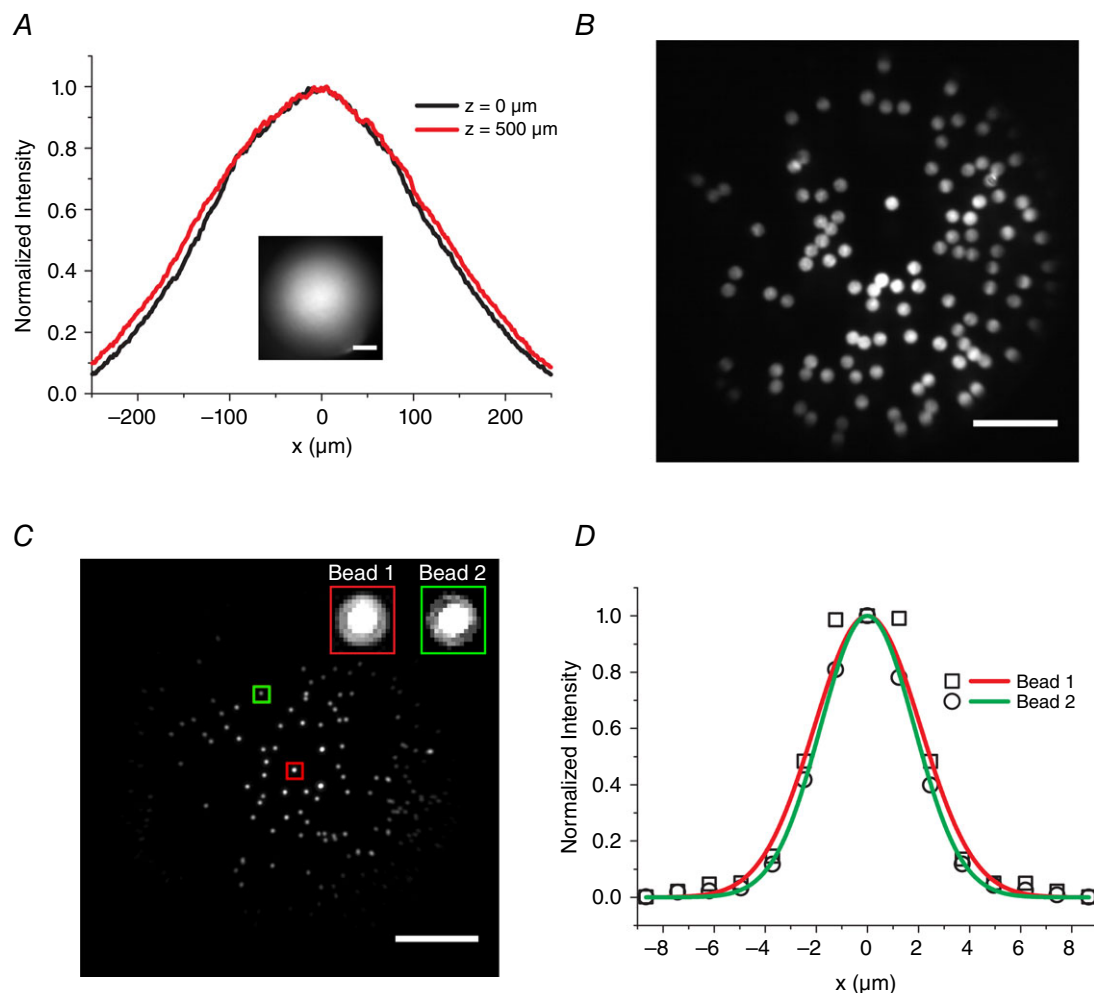 A
Normalized Intensity
1.0
0.8
0.6
0.4
0.2
0.0
z = 0 µm
z = 500 µm
−200
−100
0
100
200
x (µm)
B
C
Bead 1
Bead 2
D
Normalized Intensity
1.0
0.8
0.6
0.4
0.2
0.0
Bead 1
Bead 2
−8
−6
−4
−2
0
2
4
6
8
x (µm)